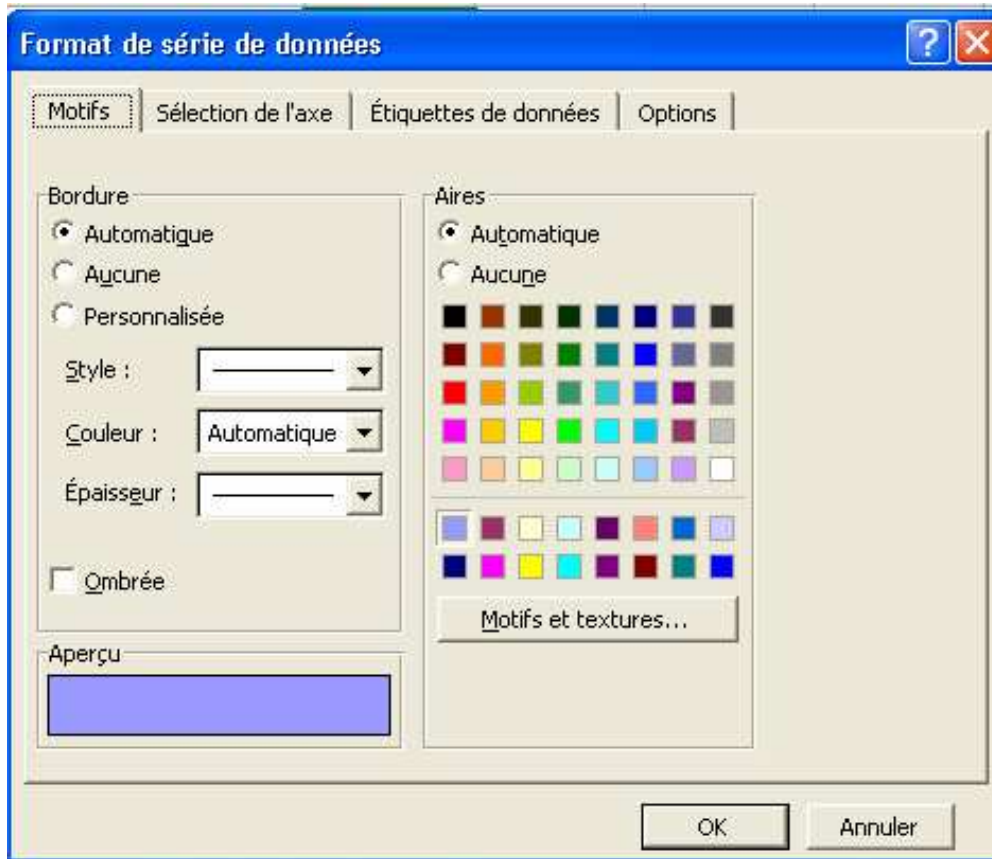 Format de série de données
Motifs Sélection de l'axe Étiquettes de données Options
Bordure
Automatique
Aucune
Personnalisée
Style :
Couleur : Automatique
Épaisseur :
Ombrée
Aperçu
Aires
Automatique
Aucune
Motifs et textures...
OK Annuler